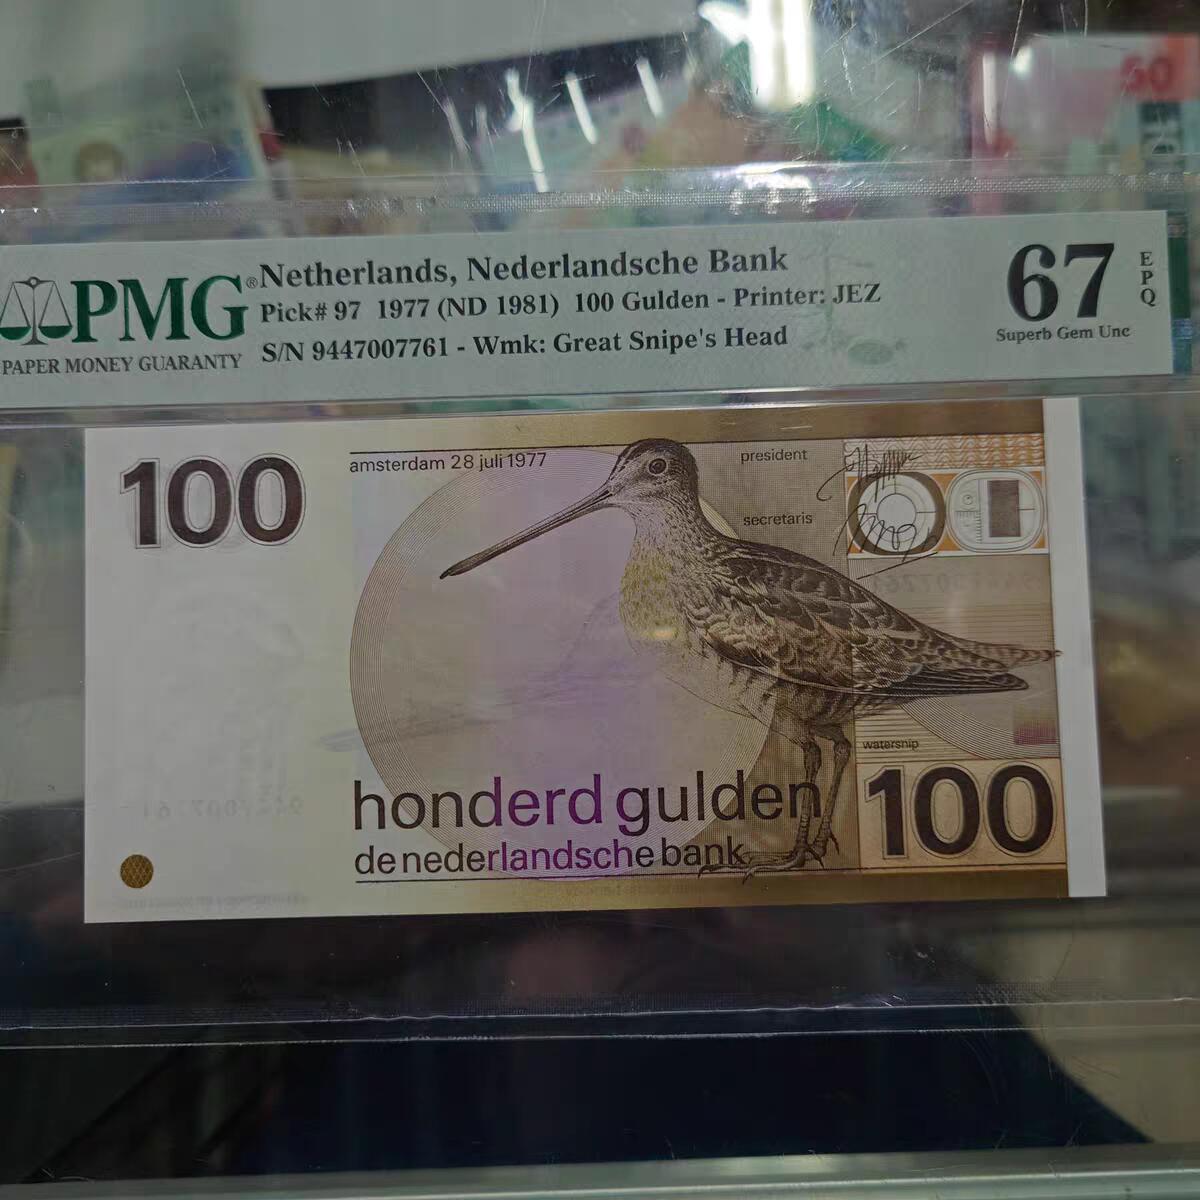 PMG®
PAPER MONEY GUARANTY
Netherlands, Nederlandsche Bank
Pick# 97 1977 (ND 1981) 100 Gulden - Printer: JEZ
S/N 9447007761 - Wmk: Great Snipe's Head
67
EPQ
Superb Gem Unc
50
100
amsterdam 28 juli 1977
president
secretaris
watersnip
100
honderd gulden
de nederlandsche bank